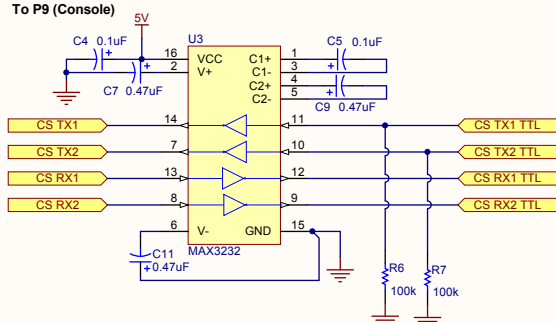 To P9 (Console)
5V
U3
C4 0.1uF
C5 0.1uF
16 VCC C1+ 1
2 V+ C1- 3
C2+ 4
C2- 5
C7 0.47uF
C9 0.47uF
CS TX1 14 11 CS TX1 TTL
CS TX2 7 10 CS TX2 TTL
CS RX1 13 12 CS RX1 TTL
CS RX2 8 9 CS RX2 TTL
6 V- GND 15
MAX3232
C11
0.47uF
R6
100k
R7
100k